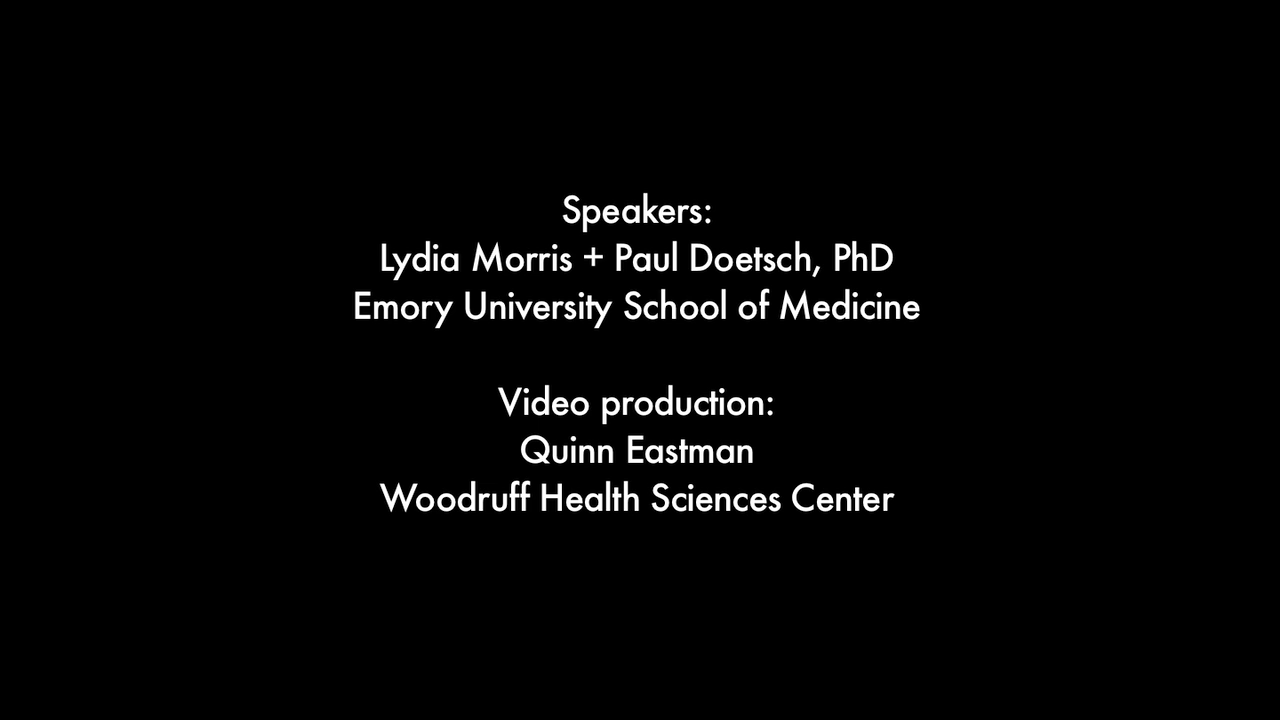 Speakers:
Lydia Morris + Paul Doetsch, PhD
Emory University School of Medicine
Video production:
Quinn Eastman
Woodruff Health Sciences Center